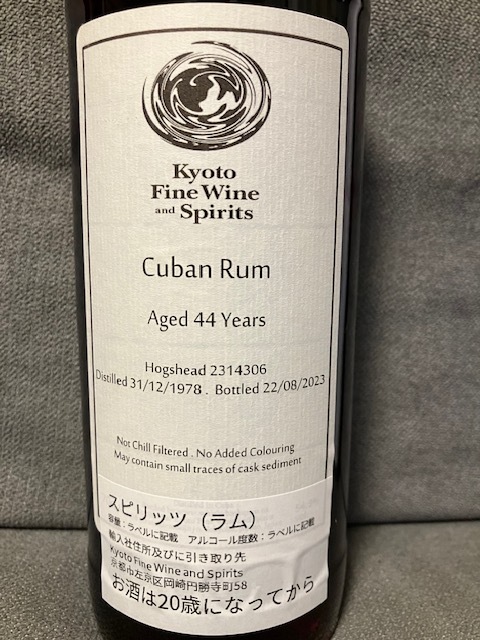 Kyoto
Fine Wine
and Spirits
Cuban Rum
Aged 44 Years
Hogshead 2314306
Distilled 31/12/1978 . Bottled 22/08/2023
Not Chill Filtered . No Added Colouring
May contain small traces of cask sediment
スピリッツ（ラム）
容量：ラベルに記載 アルコール度数：ラベルに記載
輸入社住所及びに引き取り先
Kyoto Fine Wine and Spirits
京都市左京区岡崎円勝寺町58
お酒は20歳になってから